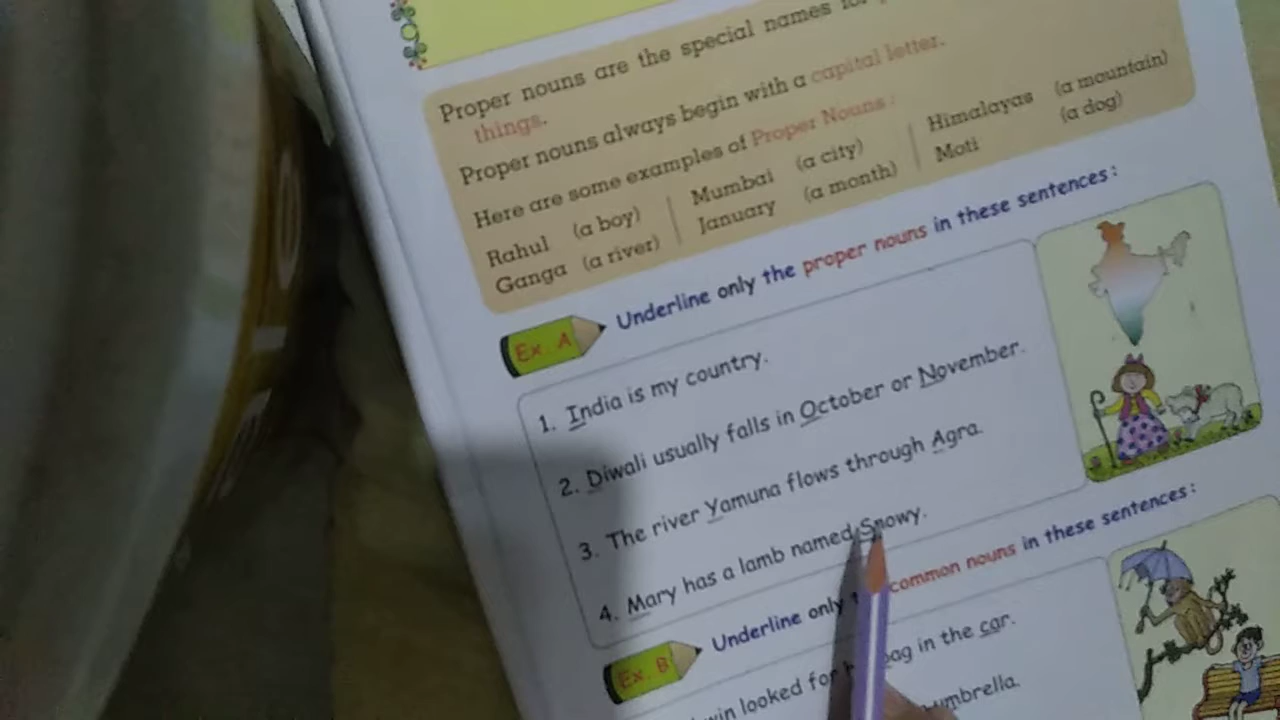 Proper nouns are the special names for
things.
Proper nouns always begin with a capital letter.
Here are some examples of Proper Nouns :
Rahul (a boy) Mumbai (a city) Himalayas (a mountain)
Ganga (a river) January (a month) Moti (a dog)
Ex. A Underline only the proper nouns in these sentences :
1. India is my country.
2. Diwali usually falls in October or November.
3. The river Yamuna flows through Agra.
4. Mary has a lamb named Snowy.
Ex. B Underline only common nouns in these sentences :
looked for bag in the car.
umbrella.